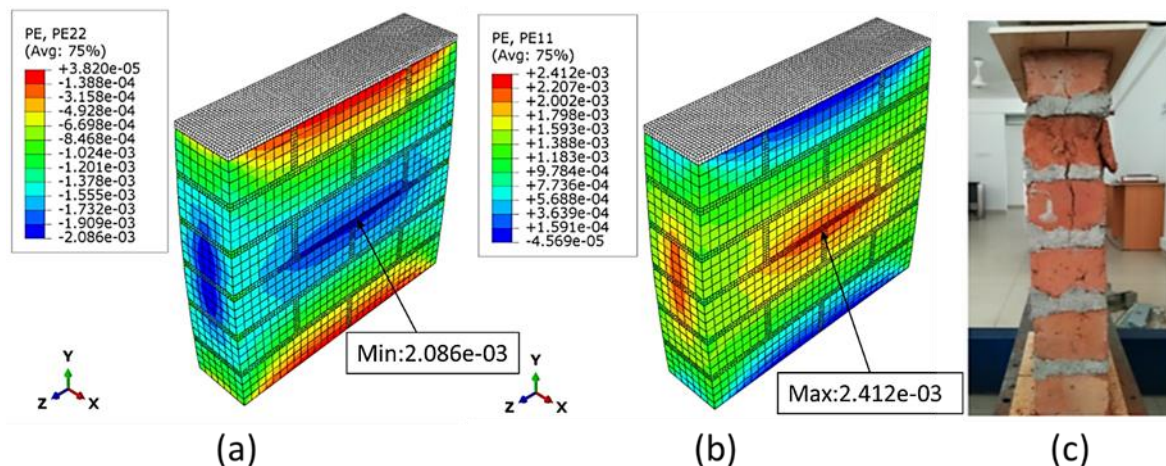 PE, PE22
(Avg: 75%)
+3.820e-05
-1.388e-04
-3.158e-04
-4.928e-04
-6.698e-04
-8.468e-04
-1.024e-03
-1.201e-03
-1.378e-03
-1.555e-03
-1.732e-03
-1.909e-03
-2.086e-03
Min:2.086e-03
Y
Z
X
(a)
PE, PE11
(Avg: 75%)
+2.412e-03
+2.207e-03
+2.002e-03
+1.798e-03
+1.593e-03
+1.388e-03
+1.183e-03
+9.784e-04
+7.736e-04
+5.688e-04
+3.639e-04
+1.591e-04
-4.569e-05
Max:2.412e-03
Y
Z
X
(b)
(c)